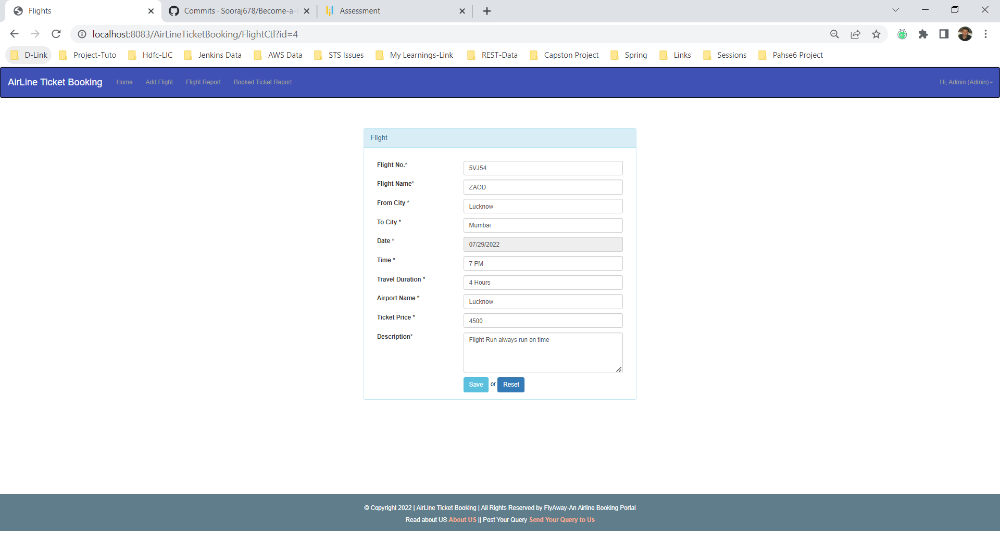 Flights
Commits · Sooraj678/Become-a-
Assessment
localhost:8083/AirLineTicketBooking/FlightCtl?id=4
D-Link Project-Tuto Hdfc-LIC Jenkins Data AWS Data STS Issues My Learnings-Link REST-Data Capston Project Spring Links Sessions Pahse6 Project
AirLine Ticket Booking Home Add Flight Flight Report Booked Ticket Report Hi, Admin (Admin)
Flight
Flight No.* 5VJ54
Flight Name* ZAOD
From City * Lucknow
To City * Mumbai
Date * 07/29/2022
Time * 7 PM
Travel Duration * 4 Hours
Airport Name * Lucknow
Ticket Price * 4500
Description* Flight Run always run on time
Save or Reset
© Copyright 2022 | AirLine Ticket Booking | All Rights Reserved by FlyAway-An Airline Booking Portal
Read about US About US || Post Your Query Send Your Query to Us